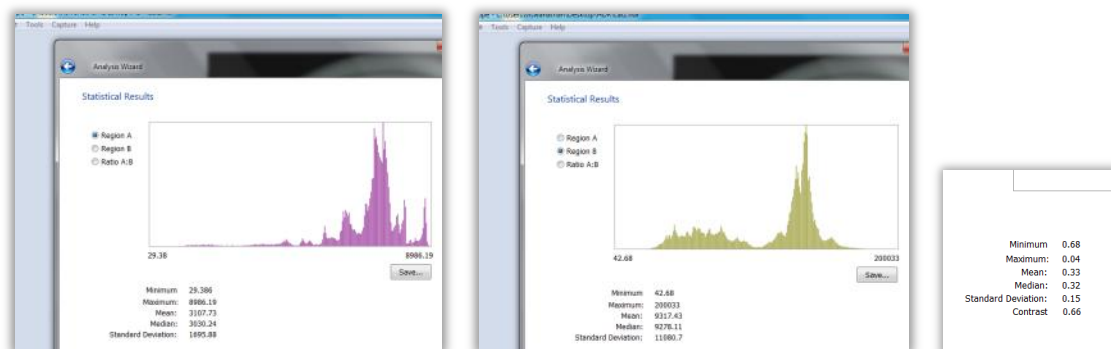 Tools Capture Help
Analysis Wizard
Statistical Results
Region A
Region B
Ratio A:B
29.38 8986.19
Save...
Minimum 29.386
Maximum: 8986.19
Mean: 3107.73
Median: 3030.24
Standard Deviation: 1695.88
Tools Capture Help
Analysis Wizard
Statistical Results
Region A
Region B
Ratio A:B
42.68 200033
Save...
Minimum 42.68
Maximum: 200033
Mean: 9317.43
Median: 9278.11
Standard Deviation: 11980.7
Minimum 0.68
Maximum: 0.04
Mean: 0.33
Median: 0.32
Standard Deviation: 0.15
Contrast 0.66